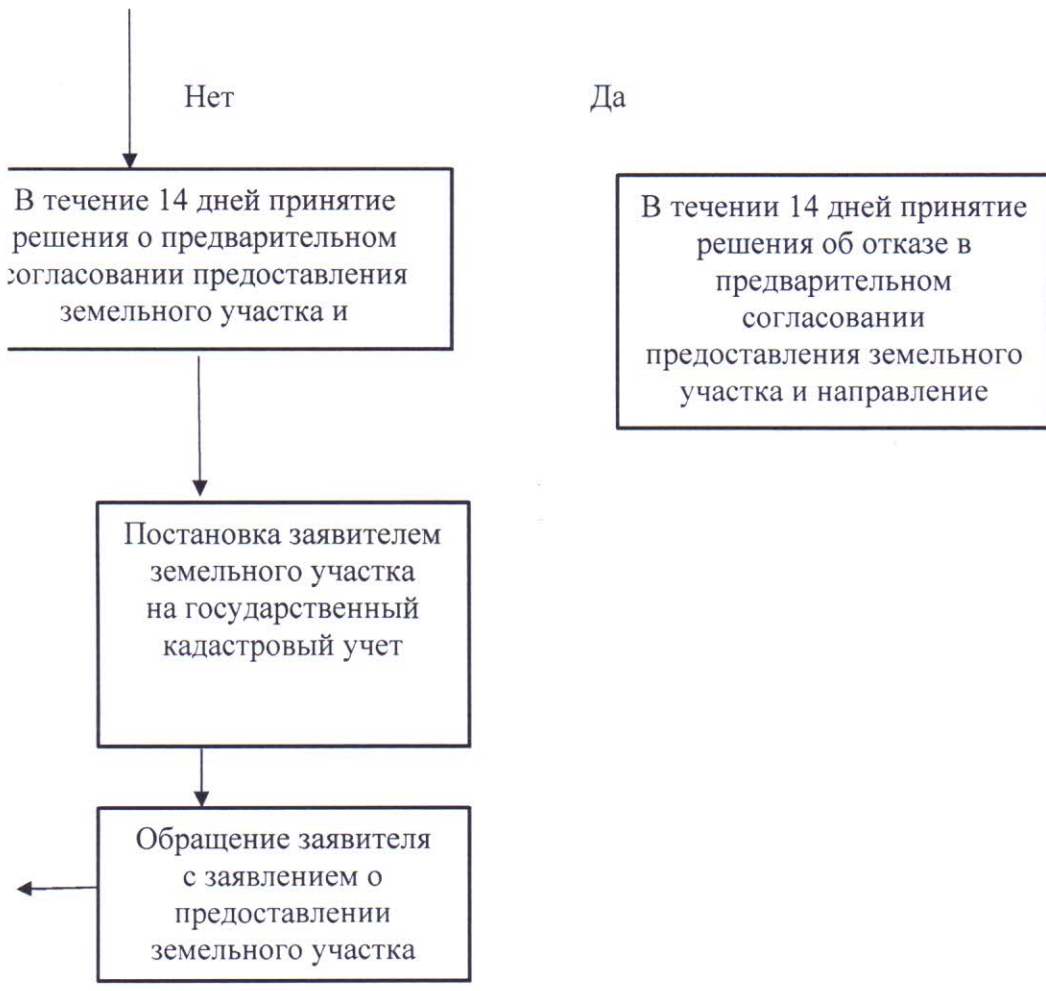 Нет
Да
В течение 14 дней принятие
решения о предварительном
согласовании предоставления
земельного участка и
В течении 14 дней принятие
решения об отказе в
предварительном
согласовании
предоставления земельного
участка и направление
Постановка заявителем
земельного участка
на государственный
кадастровый учет
Обращение заявителя
с заявлением о
предоставлении
земельного участка